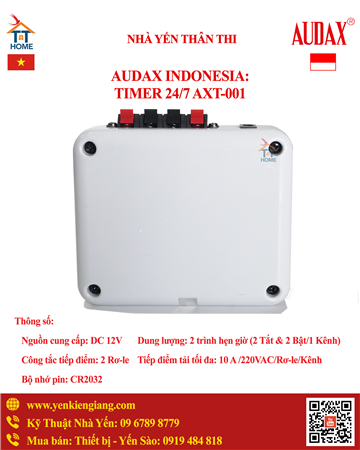 TT
HOME
NHÀ YẾN THÂN THI
AUDAX®
AUDAX INDONESIA:
TIMER 24/7 AXT-001
TT
HOME
Thông số:
Nguồn cung cấp: DC 12V
Dung lượng: 2 trình hẹn giờ (2 Tắt & 2 Bật/1 Kênh)
Công tắc tiếp điểm: 2 Rơ-le
Tiếp điểm tải tối đa: 10 A /220VAC/Rơ-le/Kênh
Bộ nhớ pin: CR2032
www.yenkiengiang.com
Kỹ Thuật Nhà Yến: 09 6789 8779
Mua bán: Thiết bị - Yến Sào: 0919 484 818